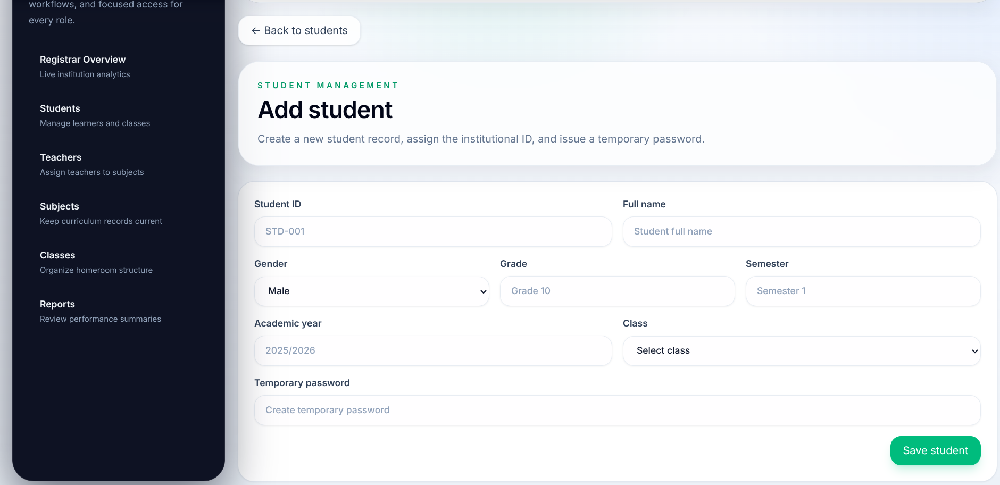 workflows, and focused access for
every role.
Registrar Overview
Live institution analytics
Students
Manage learners and classes
Teachers
Assign teachers to subjects
Subjects
Keep curriculum records current
Classes
Organize homeroom structure
Reports
Review performance summaries
← Back to students
STUDENT MANAGEMENT
Add student
Create a new student record, assign the institutional ID, and issue a temporary password.
Student ID
STD-001
Full name
Student full name
Gender
Male
Grade
Grade 10
Semester
Semester 1
Academic year
2025/2026
Class
Select class
Temporary password
Create temporary password
Save student